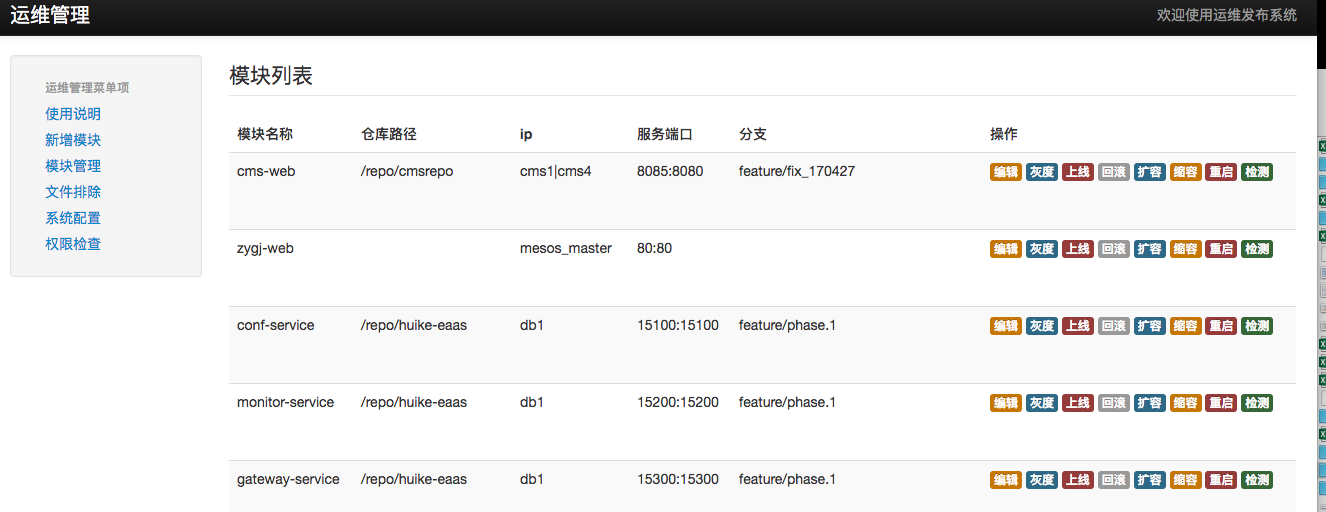 运维管理 欢迎使用运维发布系统
运维管理菜单项
使用说明
新增模块
模块管理
文件排除
系统配置
权限检查
模块列表
模块名称 仓库路径 ip 服务端口 分支 操作
cms-web /repo/cmsrepo cms1|cms4 8085:8080 feature/fix_170427 编辑 灰度 上线 回滚 扩容 缩容 重启 检测
zygj-web mesos_master 80:80 编辑 灰度 上线 回滚 扩容 缩容 重启 检测
conf-service /repo/huike-eaas db1 15100:15100 feature/phase.1 编辑 灰度 上线 回滚 扩容 缩容 重启 检测
monitor-service /repo/huike-eaas db1 15200:15200 feature/phase.1 编辑 灰度 上线 回滚 扩容 缩容 重启 检测
gateway-service /repo/huike-eaas db1 15300:15300 feature/phase.1 编辑 灰度 上线 回滚 扩容 缩容 重启 检测